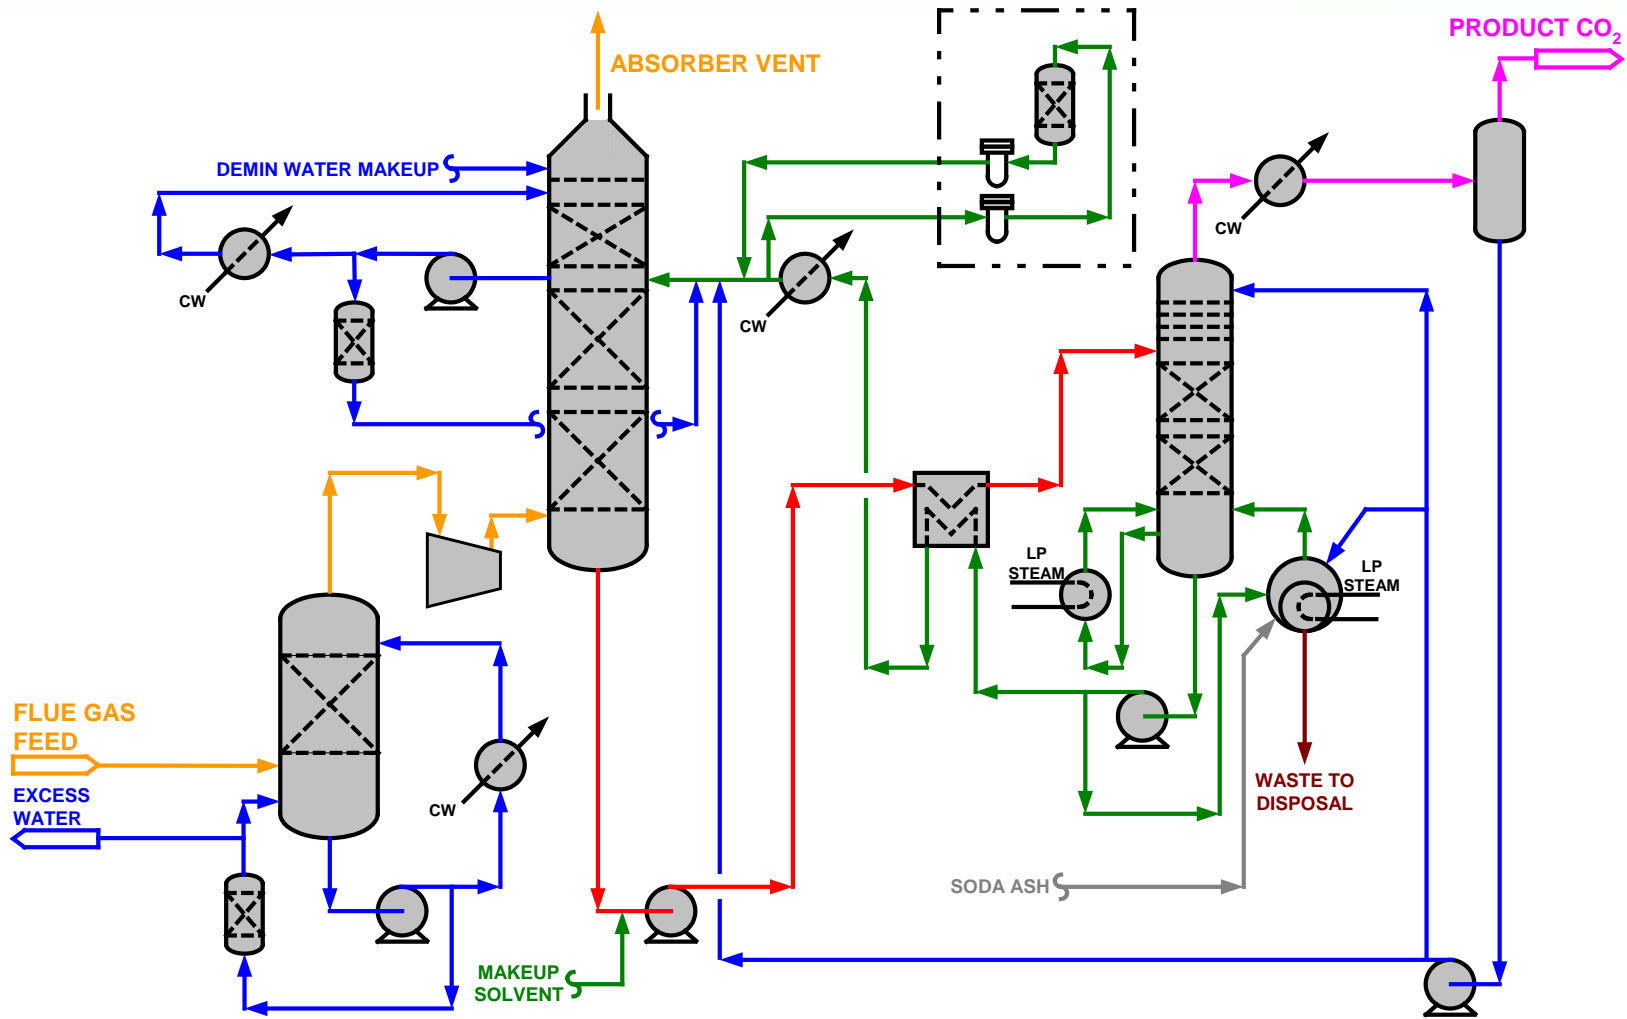 PRODUCT CO2
ABSORBER VENT
DEMIN WATER MAKEUP
CW
CW
CW
LP
STEAM
LP
STEAM
FLUE GAS
FEED
EXCESS
WATER
CW
WASTE TO
DISPOSAL
SODA ASH
MAKEUP
SOLVENT